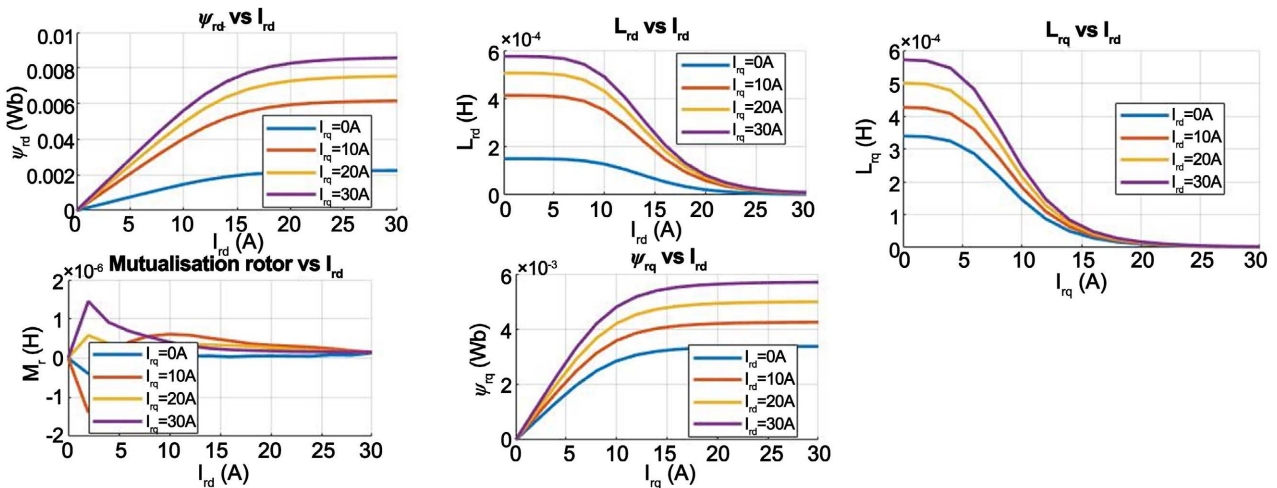 ψrd vs Ird
0.01
0.008
0.006
0.004
0.002
0
ψrd (Wb)
Irq=0A
Irq=10A
Irq=20A
Irq=30A
0 5 10 15 20 25 30
Ird (A)
Lrd vs Ird
×10-4
6
4
2
0
Lrd (H)
Irq=0A
Irq=10A
Irq=20A
Irq=30A
0 5 10 15 20 25 30
Ird (A)
Lrq vs Ird
×10-4
6
5
4
3
2
1
0
Lrq (H)
Ird=0A
Ird=10A
Ird=20A
Ird=30A
0 5 10 15 20 25 30
Irq (A)
Mutualisation rotor vs Ird
×10-6
2
1
0
-1
-2
Mr (H)
Irq=0A
Irq=10A
Irq=20A
Irq=30A
0 5 10 15 20 25 30
Ird (A)
ψrq vs Ird
×10-3
6
4
2
0
ψrq (Wb)
Ird=0A
Ird=10A
Ird=20A
Ird=30A
0 5 10 15 20 25 30
Irq (A)